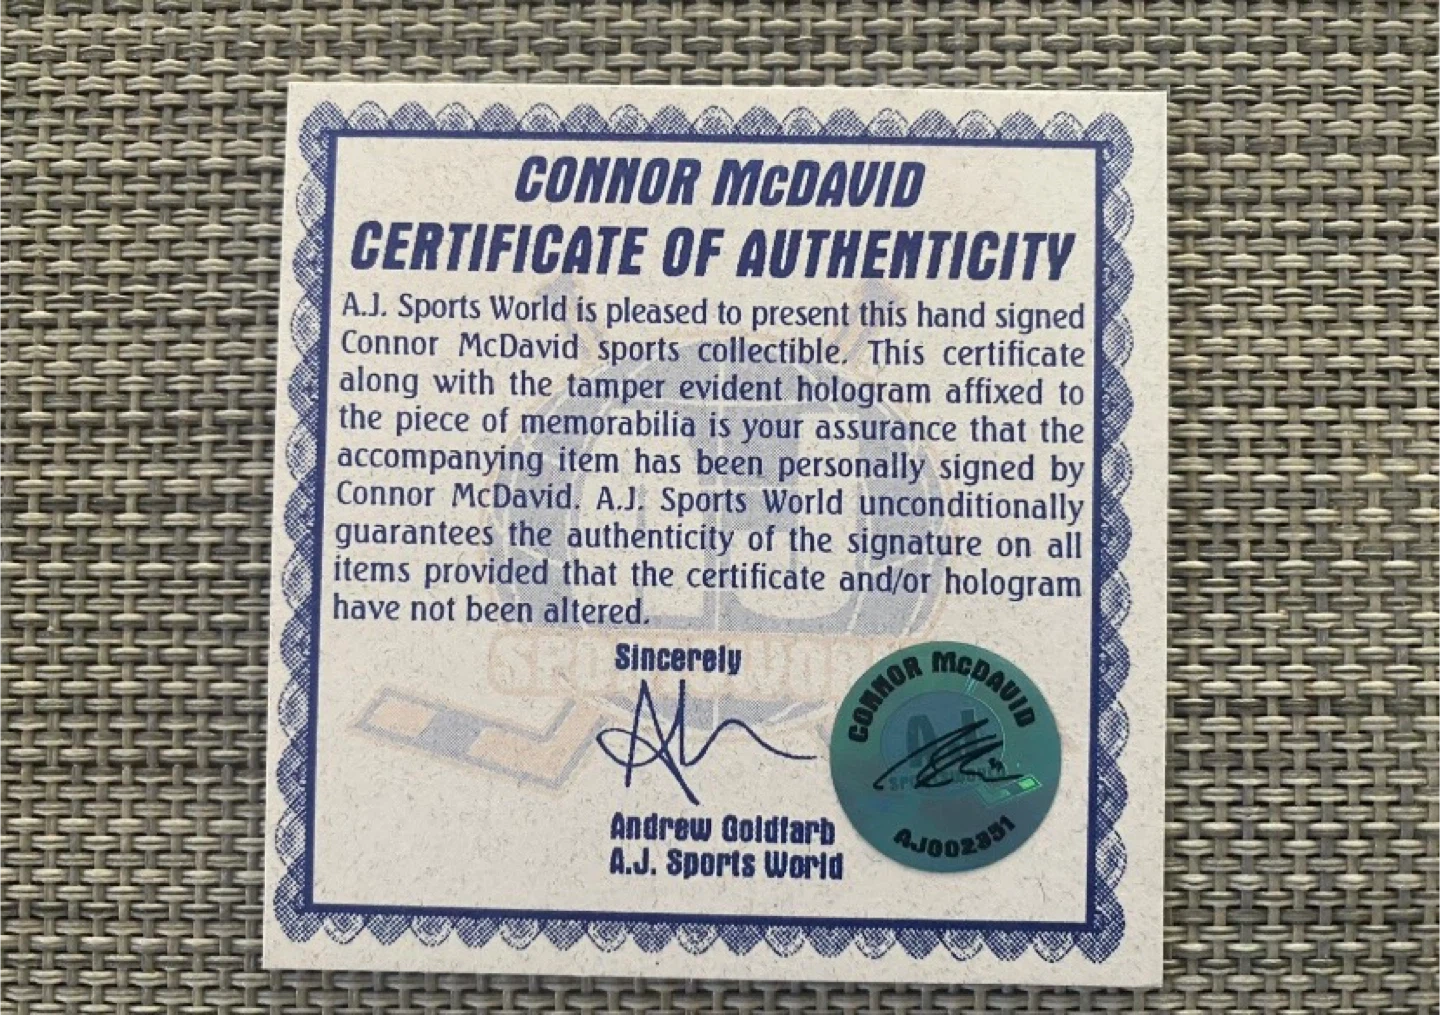 CONNOR McDAVID
CERTIFICATE OF AUTHENTICITY
A.J. Sports World is pleased to present this hand signed
Connor McDavid sports collectible. This certificate
along with the tamper evident hologram affixed to
the piece of memorabilia is your assurance that the
accompanying item has been personally signed by
Connor McDavid. A.J. Sports World unconditionally
guarantees the authenticity of the signature on all
items provided that the certificate and/or hologram
have not been altered.
Sincerely
Andrew Goldfarb
A.J. Sports World
CONNOR McDAVID
AJ
SPORTS WORLD
AJ002351